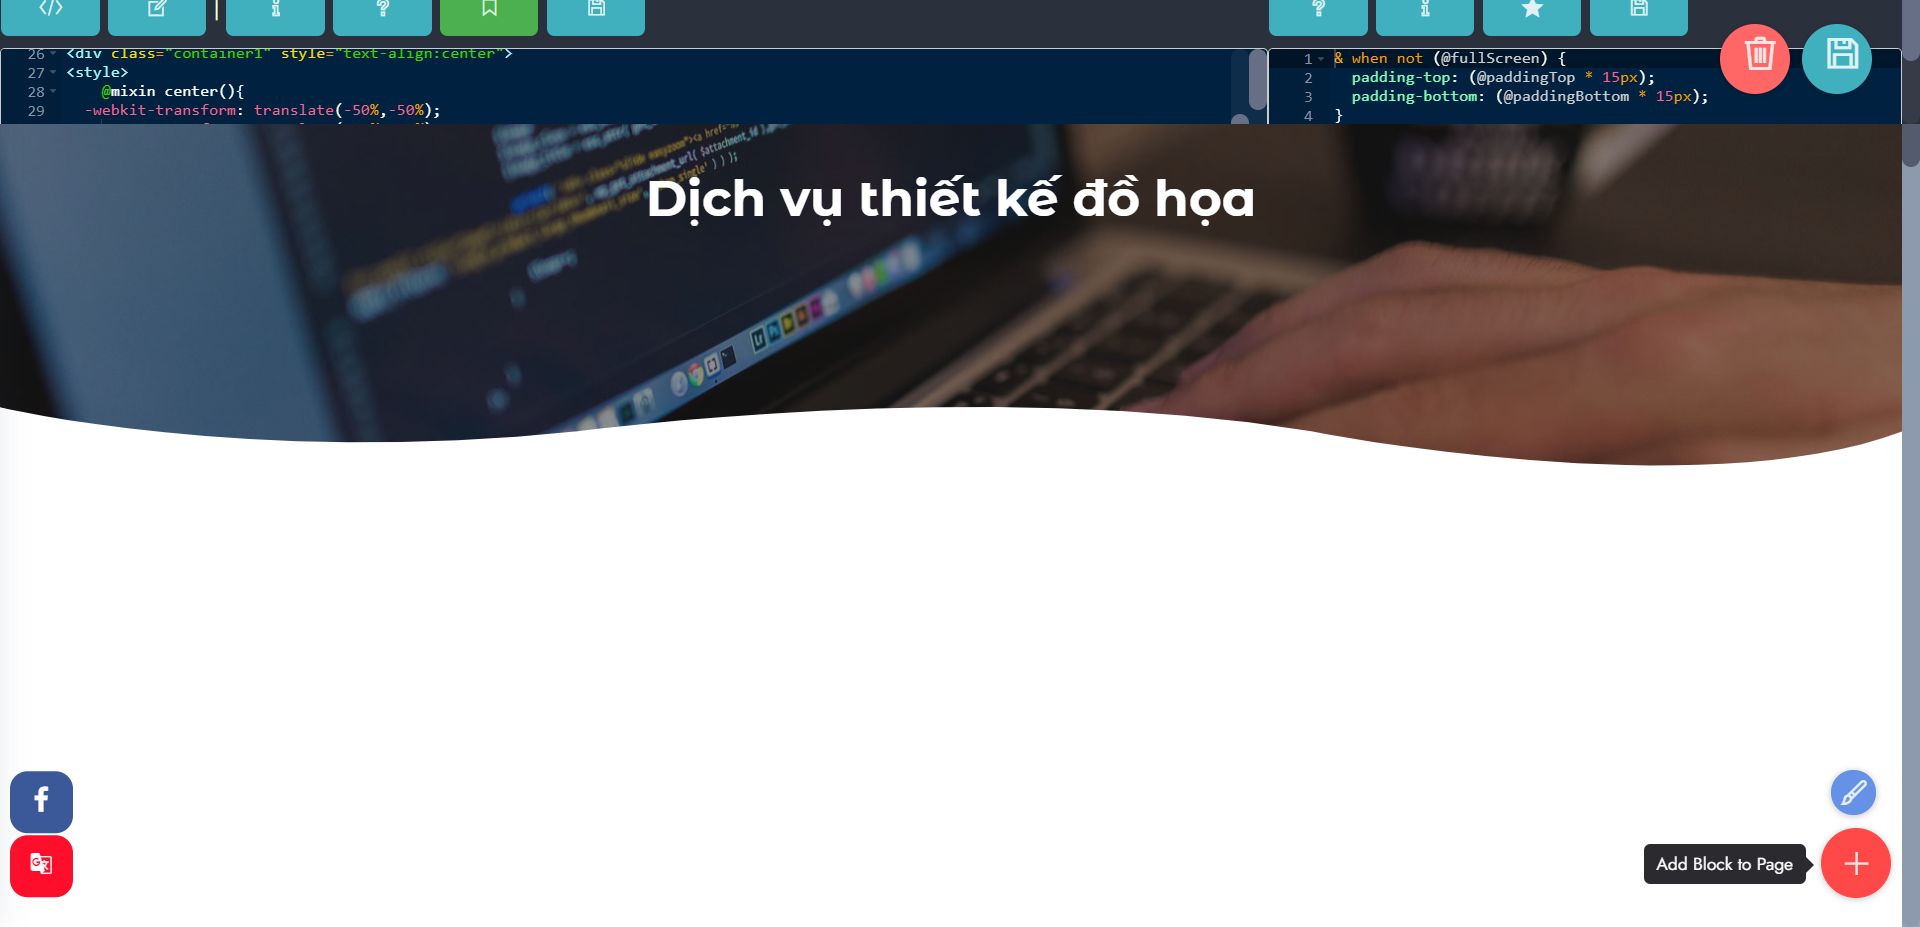 26 <div class="container1" style="text-align:center">
27 <style>
28 @mixin center(){
29 -webkit-transform: translate(-50%,-50%);
1 & when not (@fullScreen) {
2 padding-top: (@paddingTop * 15px);
3 padding-bottom: (@paddingBottom * 15px);
4 }
Dịch vụ thiết kế đồ họa
Add Block to Page